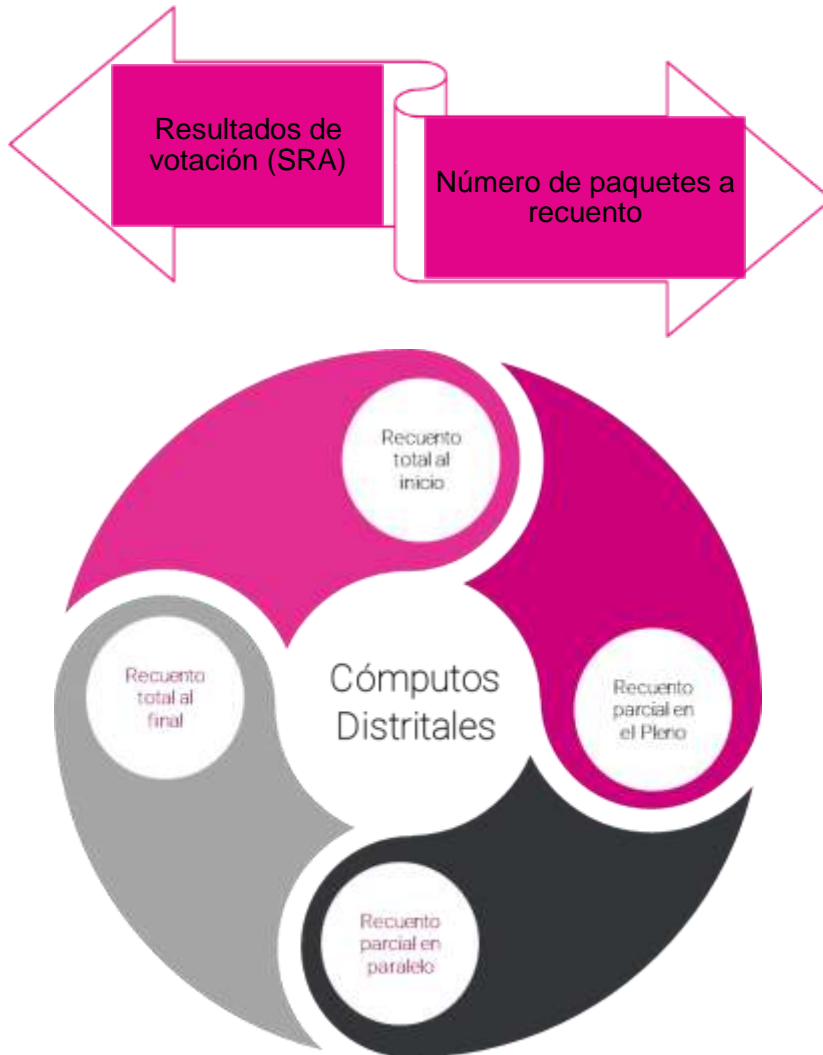 Resultados de
votación (SRA)
Número de paquetes a
recuento
Recuento
total al
inicio
Recuento
total al
final
Cómputos
Distritales
Recuento
parcial en
el Pleno
Recuento
parcial en
paralelo